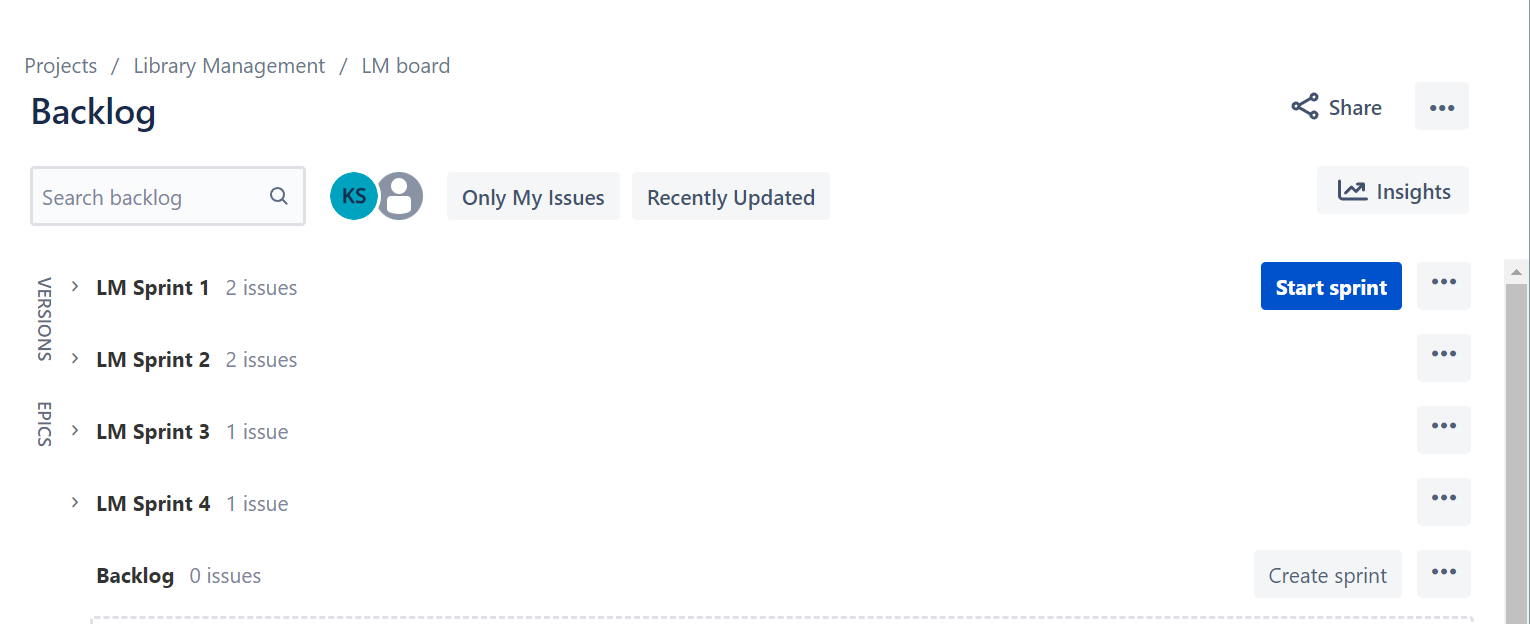 Projects / Library Management / LM board
Backlog
Share
Search backlog KS Only My Issues Recently Updated Insights
VERSIONS
EPICS
LM Sprint 1 2 issues Start sprint
LM Sprint 2 2 issues
LM Sprint 3 1 issue
LM Sprint 4 1 issue
Backlog 0 issues Create sprint